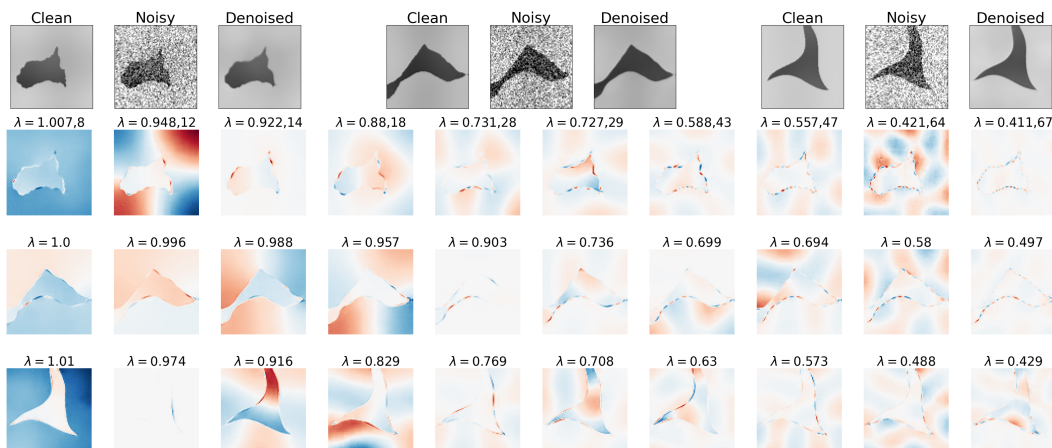 Clean Noisy Denoised Clean Noisy Denoised Clean Noisy Denoised
λ = 1.007,8 λ = 0.948,12 λ = 0.922,14 λ = 0.88,18 λ = 0.731,28 λ = 0.727,29 λ = 0.588,43 λ = 0.557,47 λ = 0.421,64 λ = 0.411,67
λ = 1.0 λ = 0.996 λ = 0.988 λ = 0.957 λ = 0.903 λ = 0.736 λ = 0.699 λ = 0.694 λ = 0.58 λ = 0.497
λ = 1.01 λ = 0.974 λ = 0.916 λ = 0.829 λ = 0.769 λ = 0.708 λ = 0.63 λ = 0.573 λ = 0.488 λ = 0.429